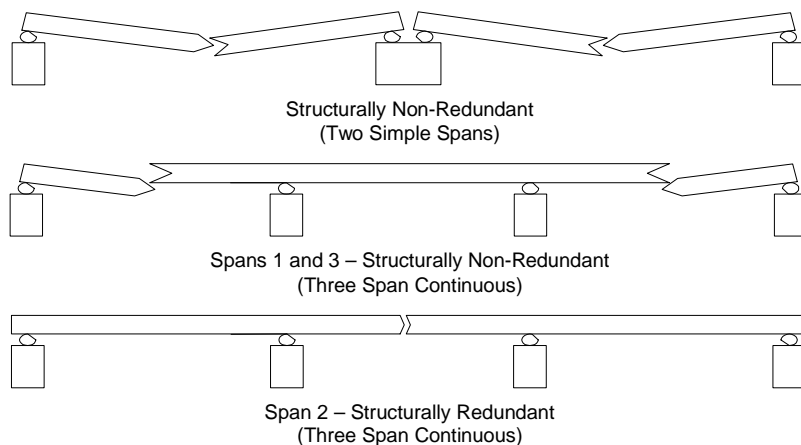 Structurally Non-Redundant
(Two Simple Spans)
Spans 1 and 3 – Structurally Non-Redundant
(Three Span Continuous)
Span 2 – Structurally Redundant
(Three Span Continuous)